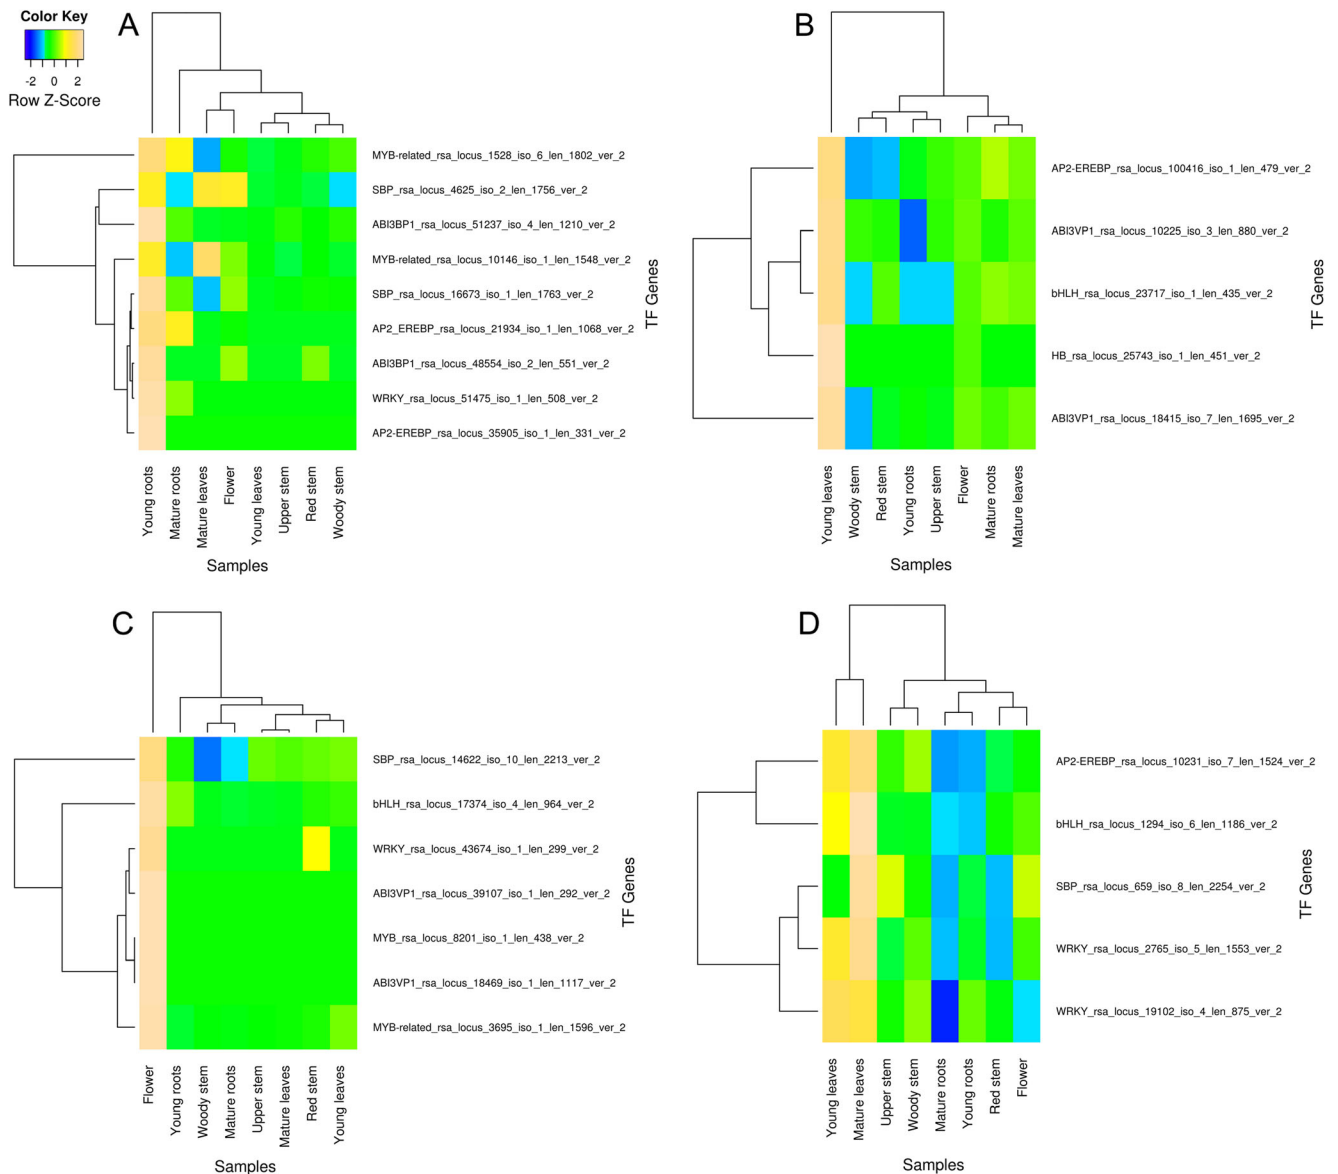 Color Key
-2 0 2
Row Z-Score
A
MYB-related_rsa_locus_1528_iso_6_len_1802_ver_2
SBP_rsa_locus_4625_iso_2_len_1756_ver_2
ABI3BP1_rsa_locus_51237_iso_4_len_1210_ver_2
MYB-related_rsa_locus_10146_iso_1_len_1548_ver_2
SBP_rsa_locus_16673_iso_1_len_1763_ver_2
AP2_EREBP_rsa_locus_21934_iso_1_len_1068_ver_2
ABI3BP1_rsa_locus_48554_iso_2_len_551_ver_2
WRKY_rsa_locus_51475_iso_1_len_508_ver_2
AP2-EREBP_rsa_locus_35905_iso_1_len_331_ver_2
TF Genes
Young roots
Mature roots
Mature leaves
Flower
Young leaves
Upper stem
Red stem
Woody stem
Samples
B
AP2-EREBP_rsa_locus_100416_iso_1_len_479_ver_2
ABI3VP1_rsa_locus_10225_iso_3_len_880_ver_2
bHLH_rsa_locus_23717_iso_1_len_435_ver_2
HB_rsa_locus_25743_iso_1_len_451_ver_2
ABI3VP1_rsa_locus_18415_iso_7_len_1695_ver_2
TF Genes
Young leaves
Woody stem
Red stem
Young roots
Upper stem
Flower
Mature roots
Mature leaves
Samples
C
SBP_rsa_locus_14622_iso_10_len_2213_ver_2
bHLH_rsa_locus_17374_iso_4_len_964_ver_2
WRKY_rsa_locus_43674_iso_1_len_299_ver_2
ABI3VP1_rsa_locus_39107_iso_1_len_292_ver_2
MYB_rsa_locus_8201_iso_1_len_438_ver_2
ABI3VP1_rsa_locus_18469_iso_1_len_1117_ver_2
MYB-related_rsa_locus_3695_iso_1_len_1596_ver_2
TF Genes
Flower
Young roots
Woody stem
Mature roots
Upper stem
Mature leaves
Red stem
Young leaves
Samples
D
AP2-EREBP_rsa_locus_10231_iso_7_len_1524_ver_2
bHLH_rsa_locus_1294_iso_6_len_1186_ver_2
SBP_rsa_locus_659_iso_8_len_2254_ver_2
WRKY_rsa_locus_2765_iso_5_len_1553_ver_2
WRKY_rsa_locus_19102_iso_4_len_875_ver_2
TF Genes
Young leaves
Mature leaves
Upper stem
Woody stem
Mature roots
Young roots
Red stem
Flower
Samples